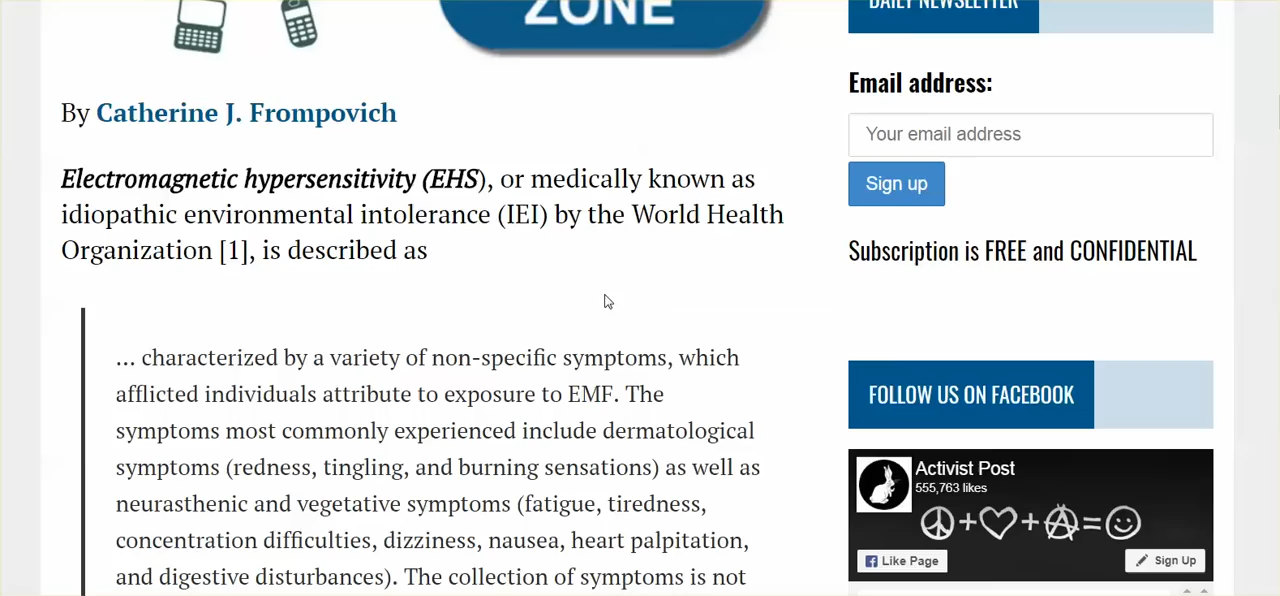 ZONE
By Catherine J. Frompovich
Electromagnetic hypersensitivity (EHS), or medically known as
idiopathic environmental intolerance (IEI) by the World Health
Organization [1], is described as
... characterized by a variety of non-specific symptoms, which
afflicted individuals attribute to exposure to EMF. The
symptoms most commonly experienced include dermatological
symptoms (redness, tingling, and burning sensations) as well as
neurasthenic and vegetative symptoms (fatigue, tiredness,
concentration difficulties, dizziness, nausea, heart palpitation,
and digestive disturbances). The collection of symptoms is not
DAILY NEWSLETTER
Email address:
Your email address
Sign up
Subscription is FREE and CONFIDENTIAL
FOLLOW US ON FACEBOOK
Activist Post
555,763 likes
Like Page
Sign Up